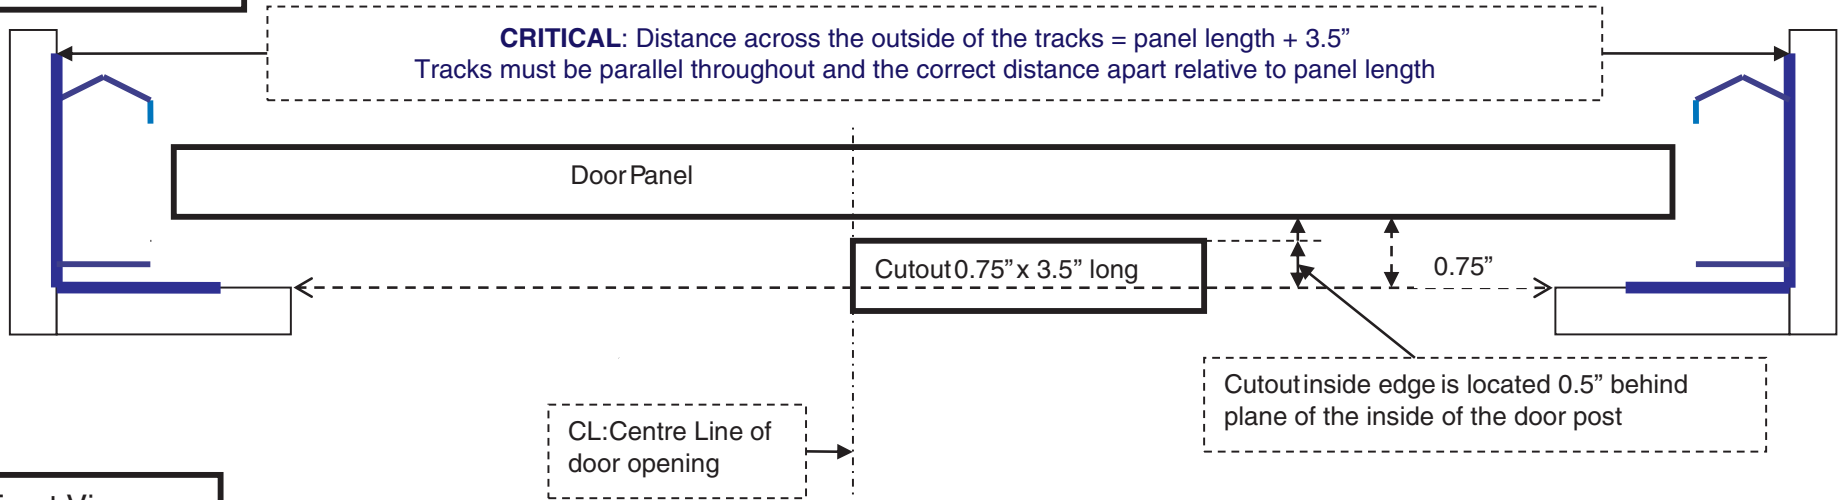 CRITICAL: Distance across the outside of the tracks = panel length + 3.5”
Tracks must be parallel throughout and the correct distance apart relative to panel length
Door Panel
Cutout 0.75” x 3.5” long
0.75”
Cutout inside edge is located 0.5” behind
plane of the inside of the door post
CL:Centre Line of
door opening